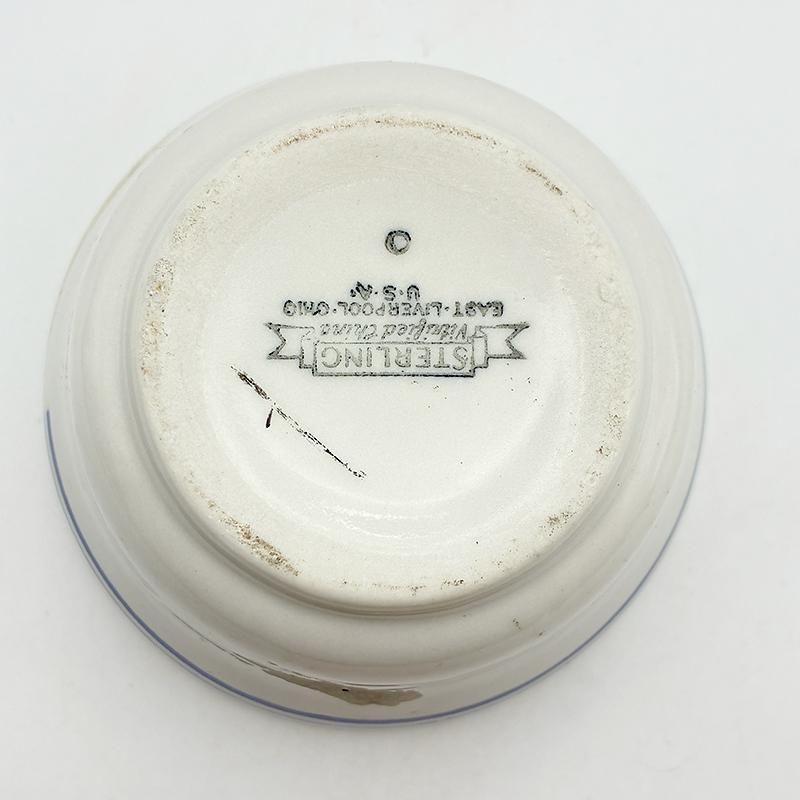 STERLING
Vitrified China
EAST·LIVERPOOL·OHIO
U·S·A·
O